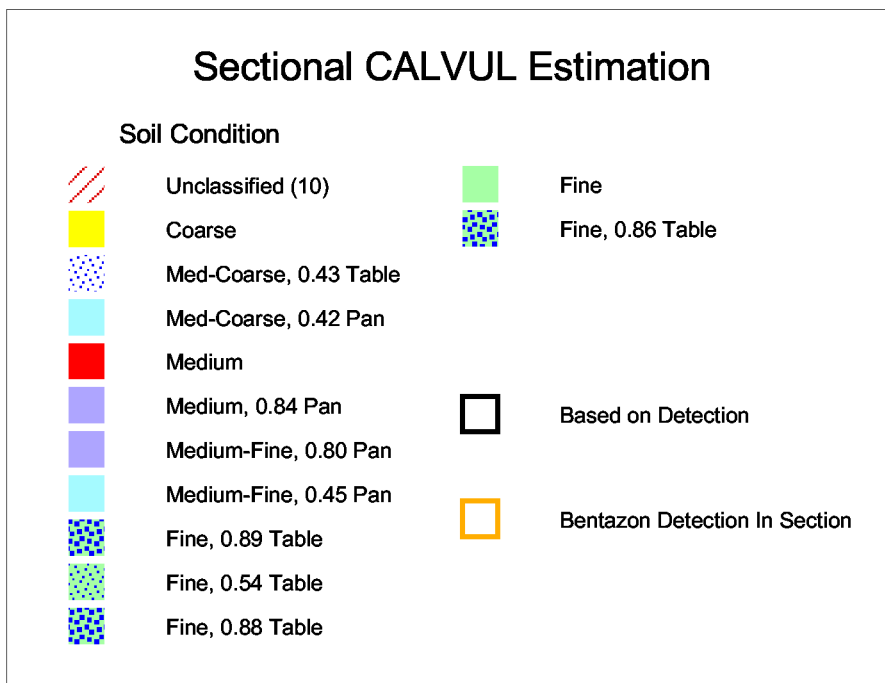 Sectional CALVUL Estimation
Soil Condition
Unclassified (10)
Coarse
Med-Coarse, 0.43 Table
Med-Coarse, 0.42 Pan
Medium
Medium, 0.84 Pan
Medium-Fine, 0.80 Pan
Medium-Fine, 0.45 Pan
Fine, 0.89 Table
Fine, 0.54 Table
Fine, 0.88 Table
Fine
Fine, 0.86 Table
Based on Detection
Bentazon Detection In Section